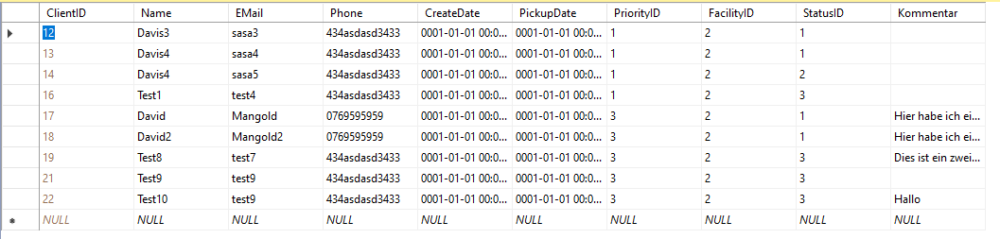 ClientID Name EMail Phone CreateDate PickupDate PriorityID FacilityID StatusID Kommentar
12 Davis3 sasa3 434asdasd3433 0001-01-01 00:0... 0001-01-01 00:0... 1 2 1
13 Davis4 sasa4 434asdasd3433 0001-01-01 00:0... 0001-01-01 00:0... 1 2 1
14 Davis4 sasa5 434asdasd3433 0001-01-01 00:0... 0001-01-01 00:0... 1 2 2
16 Test1 test4 434asdasd3433 0001-01-01 00:0... 0001-01-01 00:0... 1 2 3
17 David Mangold 0769595959 0001-01-01 00:0... 0001-01-01 00:0... 3 2 1 Hier habe ich ei...
18 David2 Mangold2 0769595959 0001-01-01 00:0... 0001-01-01 00:0... 3 2 1 Hier habe ich ei...
19 Test8 test7 434asdasd3433 0001-01-01 00:0... 0001-01-01 00:0... 3 2 3 Dies ist ein zwei...
21 Test9 test9 434asdasd3433 0001-01-01 00:0... 0001-01-01 00:0... 3 2 3
22 Test10 test9 434asdasd3433 0001-01-01 00:0... 0001-01-01 00:0... 3 2 3 Hallo
NULL NULL NULL NULL NULL NULL NULL NULL NULL NULL